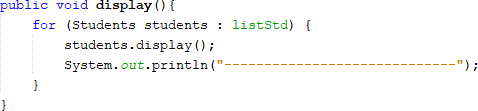 public void display(){
for (Students students : listStd) {
students.display();
System.out.println("-----------------------------");
}
}